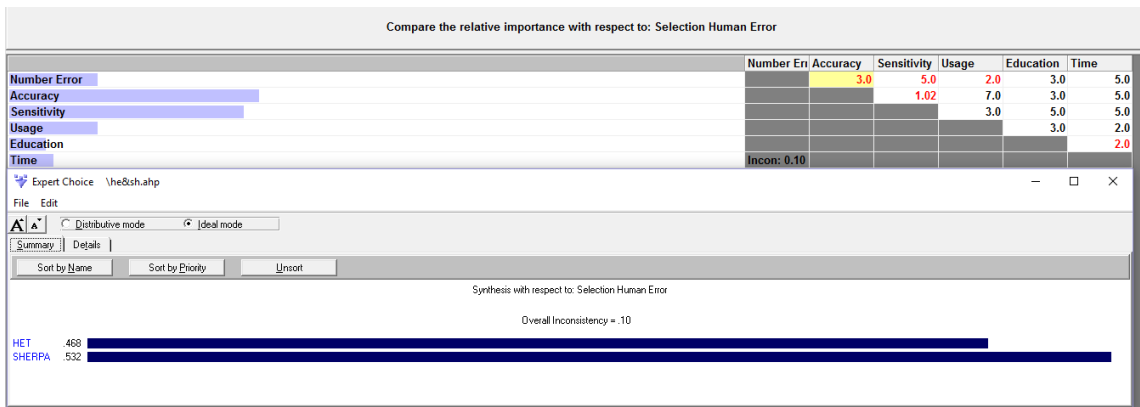 Compare the relative importance with respect to: Selection Human Error
Number Err Accuracy Sensitivity Usage Education Time
Number Error 3.0 5.0 2.0 3.0 5.0
Accuracy 1.02 7.0 3.0 5.0
Sensitivity 3.0 5.0 5.0
Usage 3.0 2.0
Education 2.0
Time Incon: 0.10
Expert Choice \he&sh.ahp
File Edit
A A Distributive mode Ideal mode
Summary Details
Sort by Name Sort by Priority Unsort
Synthesis with respect to: Selection Human Error
Overall Inconsistency = .10
HET .468
SHERPA .532